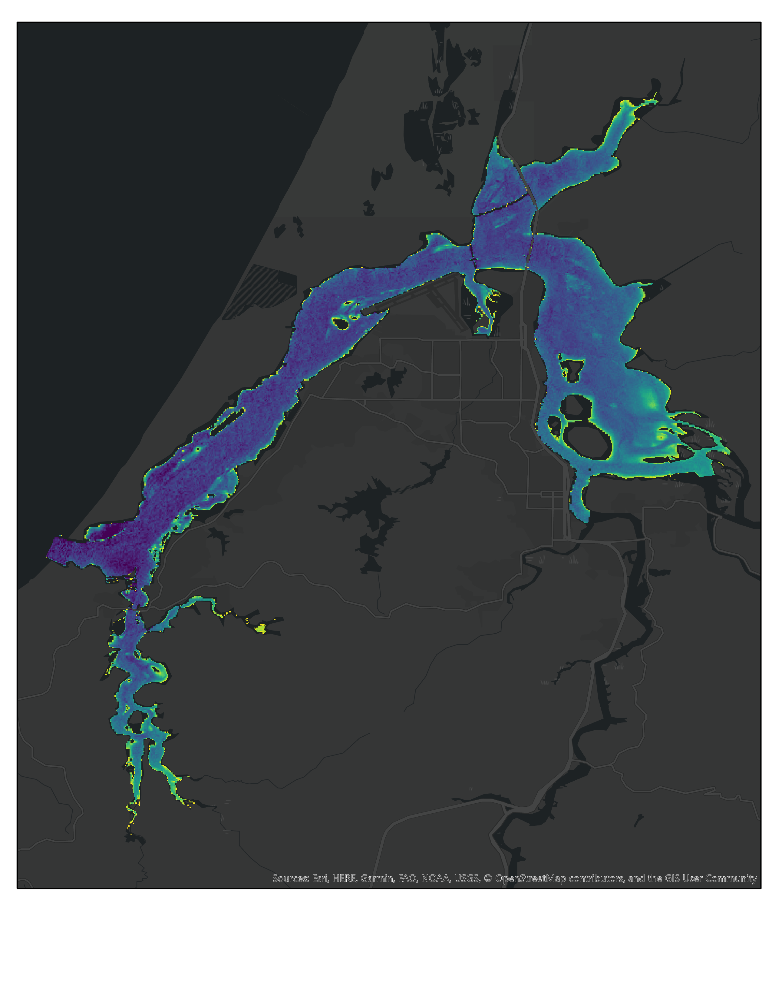 Sources: Esri, HERE, Garmin, FAO, NOAA, USGS, © OpenStreetMap contributors, and the GIS User Community